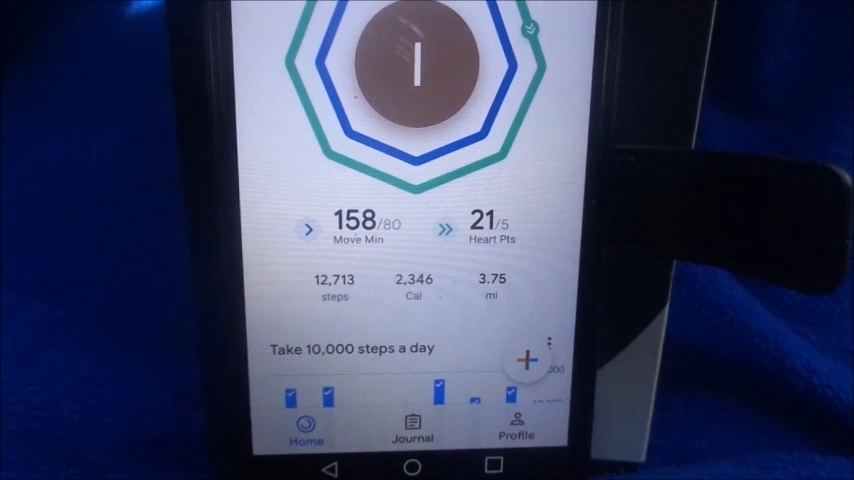 I
158/80 21/5
Move Min Heart Pts
12,713 2,346 3.75
steps Cal mi
Take 10,000 steps a day
Home Journal Profile